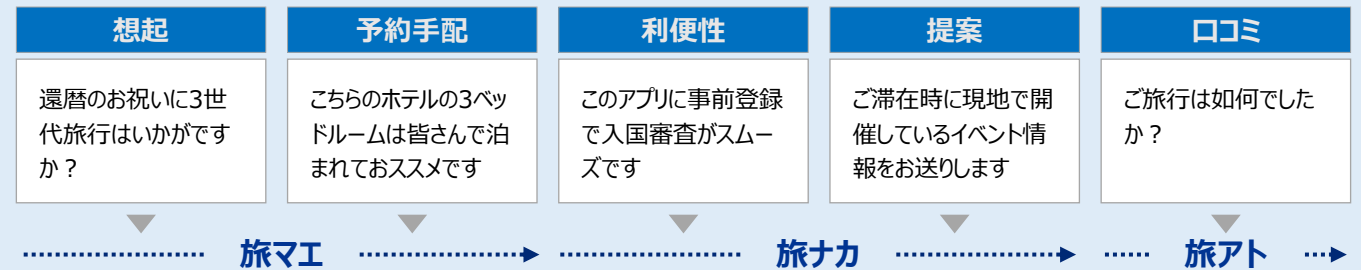 想起
還暦のお祝いに3世
代旅行はいかがです
か？
予約手配
こちらのホテルの3ベッ
ドルームは皆さんで泊
まれておススメです
利便性
このアプリに事前登録
で入国審査がスムー
ズです
提案
ご滞在時に現地で開
催しているイベント情
報をお送りします
口コミ
ご旅行は如何でした
か？
旅マエ
旅ナカ
旅アト